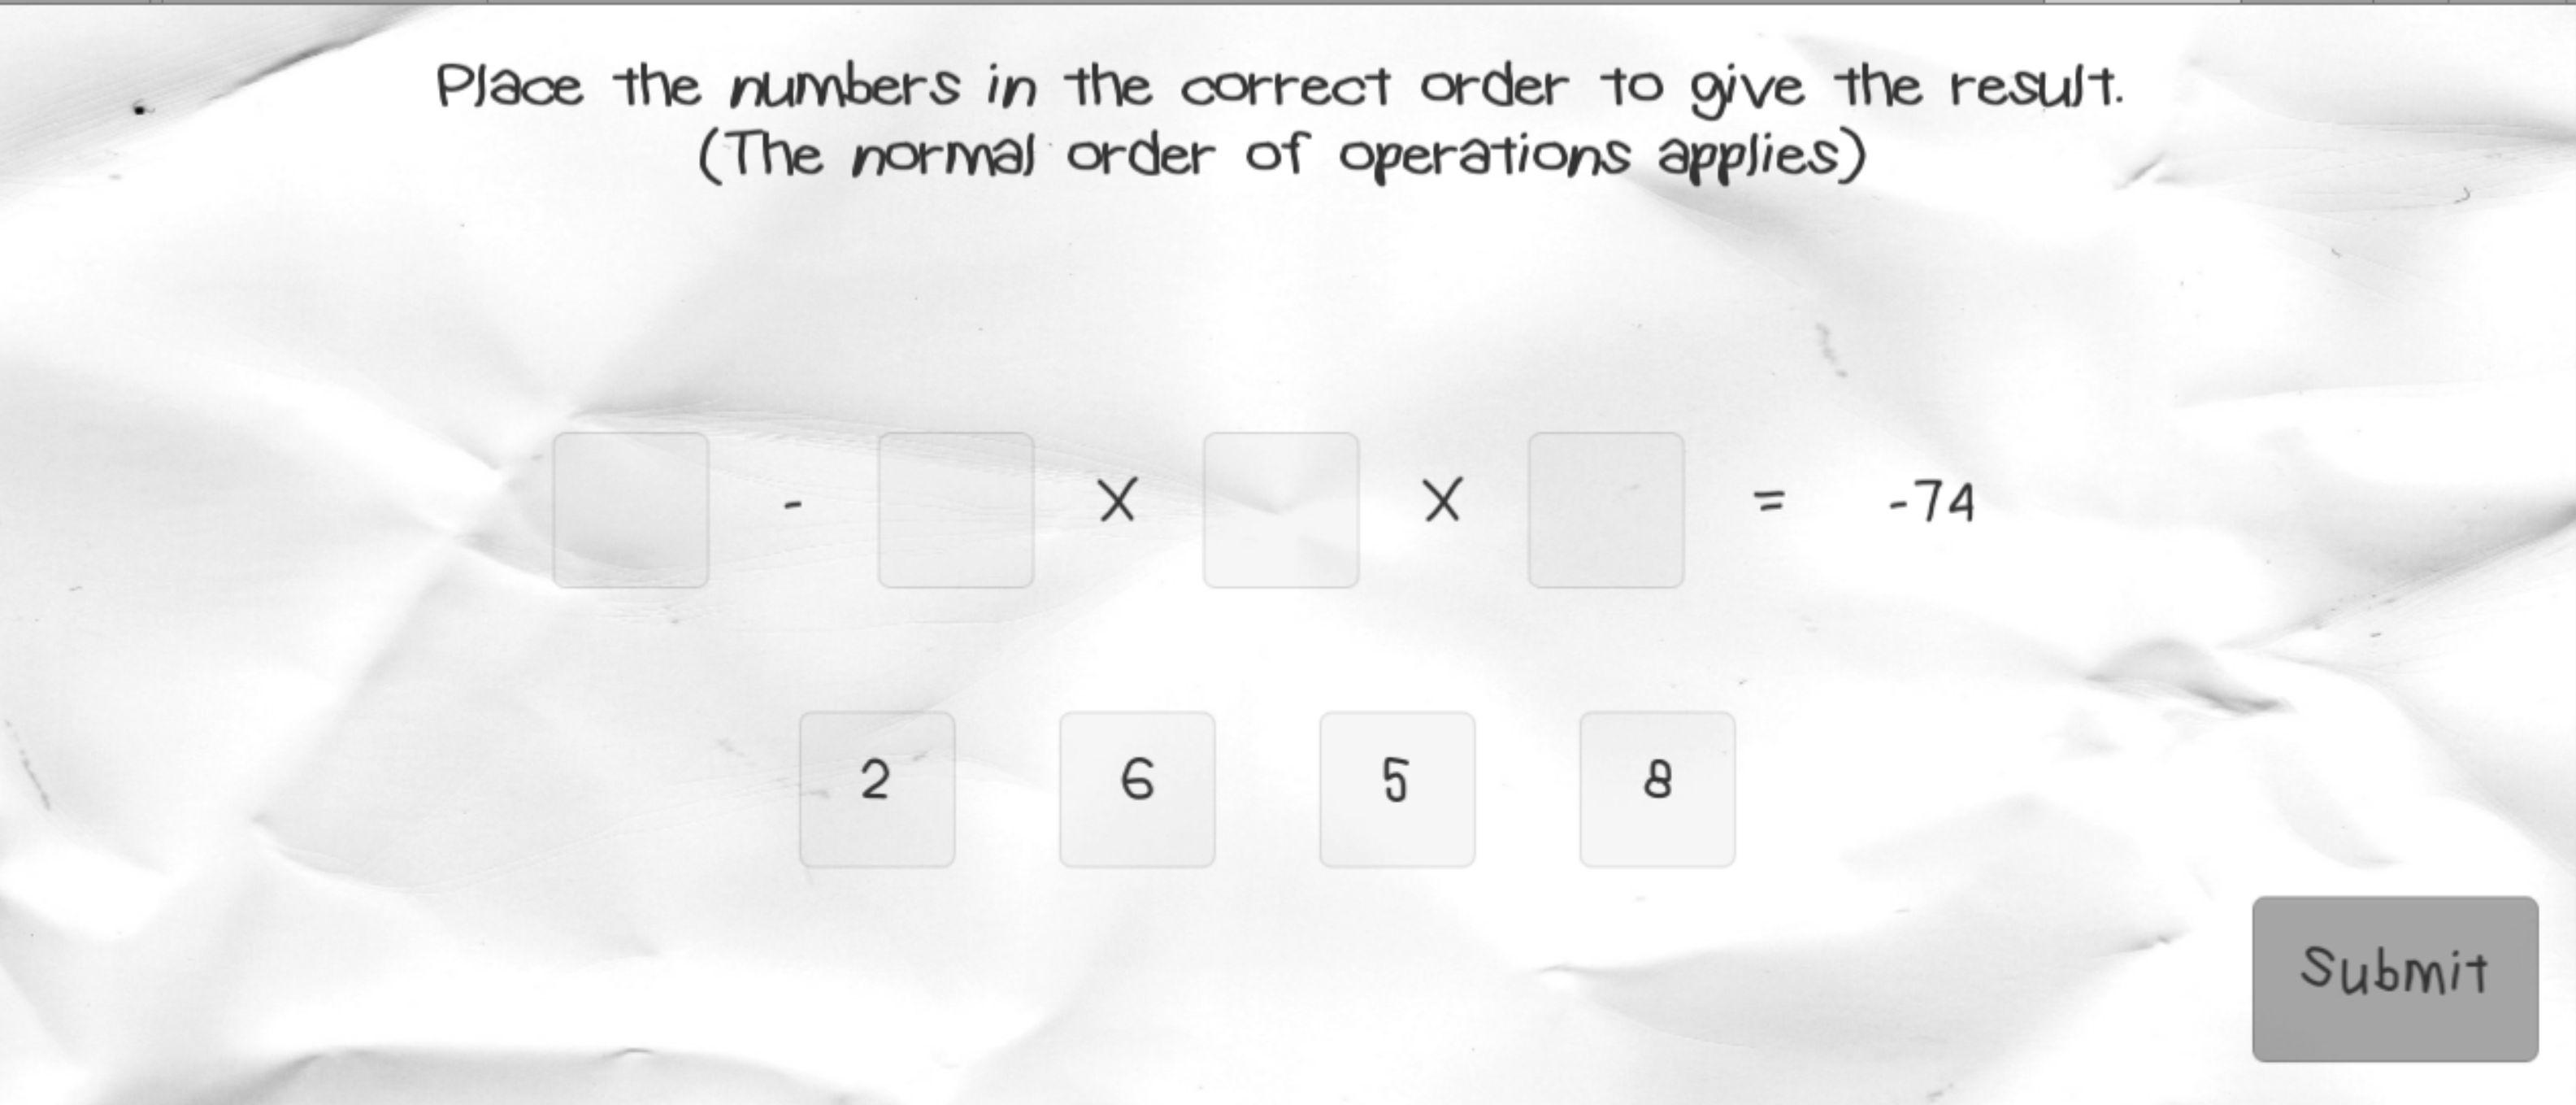 Place the numbers in the correct order to give the result.
(The normal order of operations applies)
- X X = -74
2 6 5 8
Submit